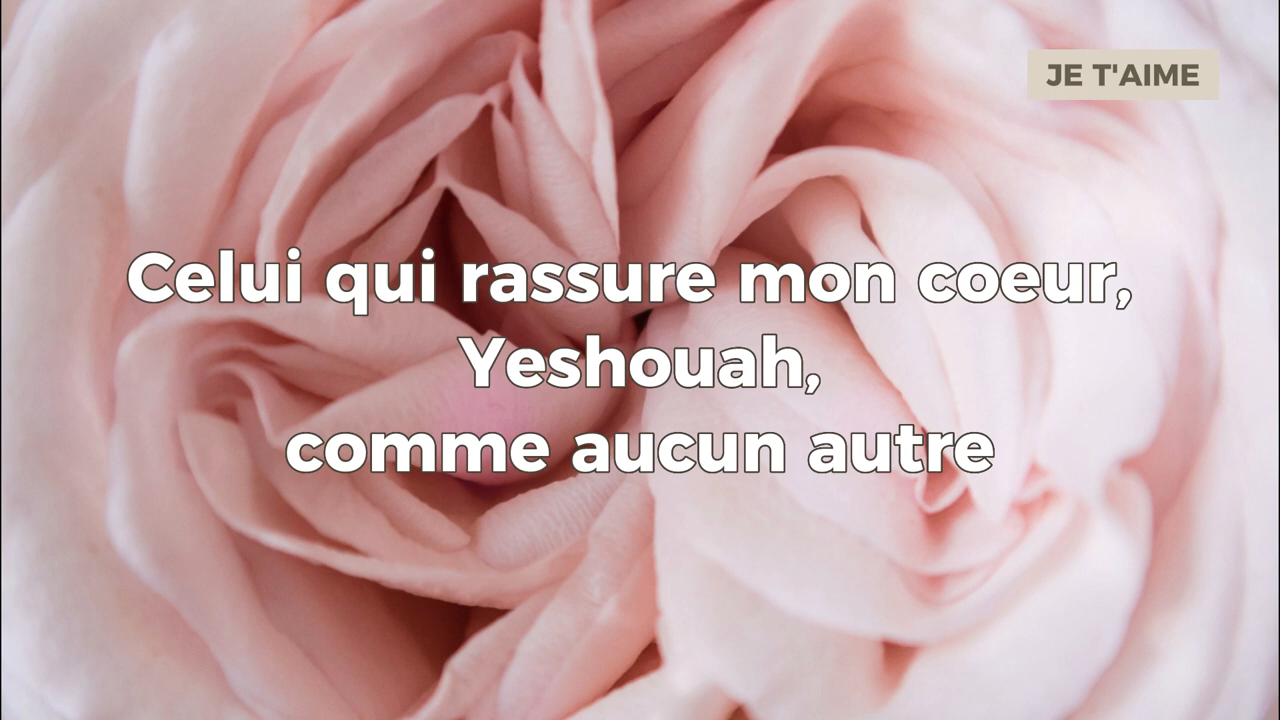 JE T'AIME
Celui qui rassure mon coeur,
Yeshouah,
comme aucun autre